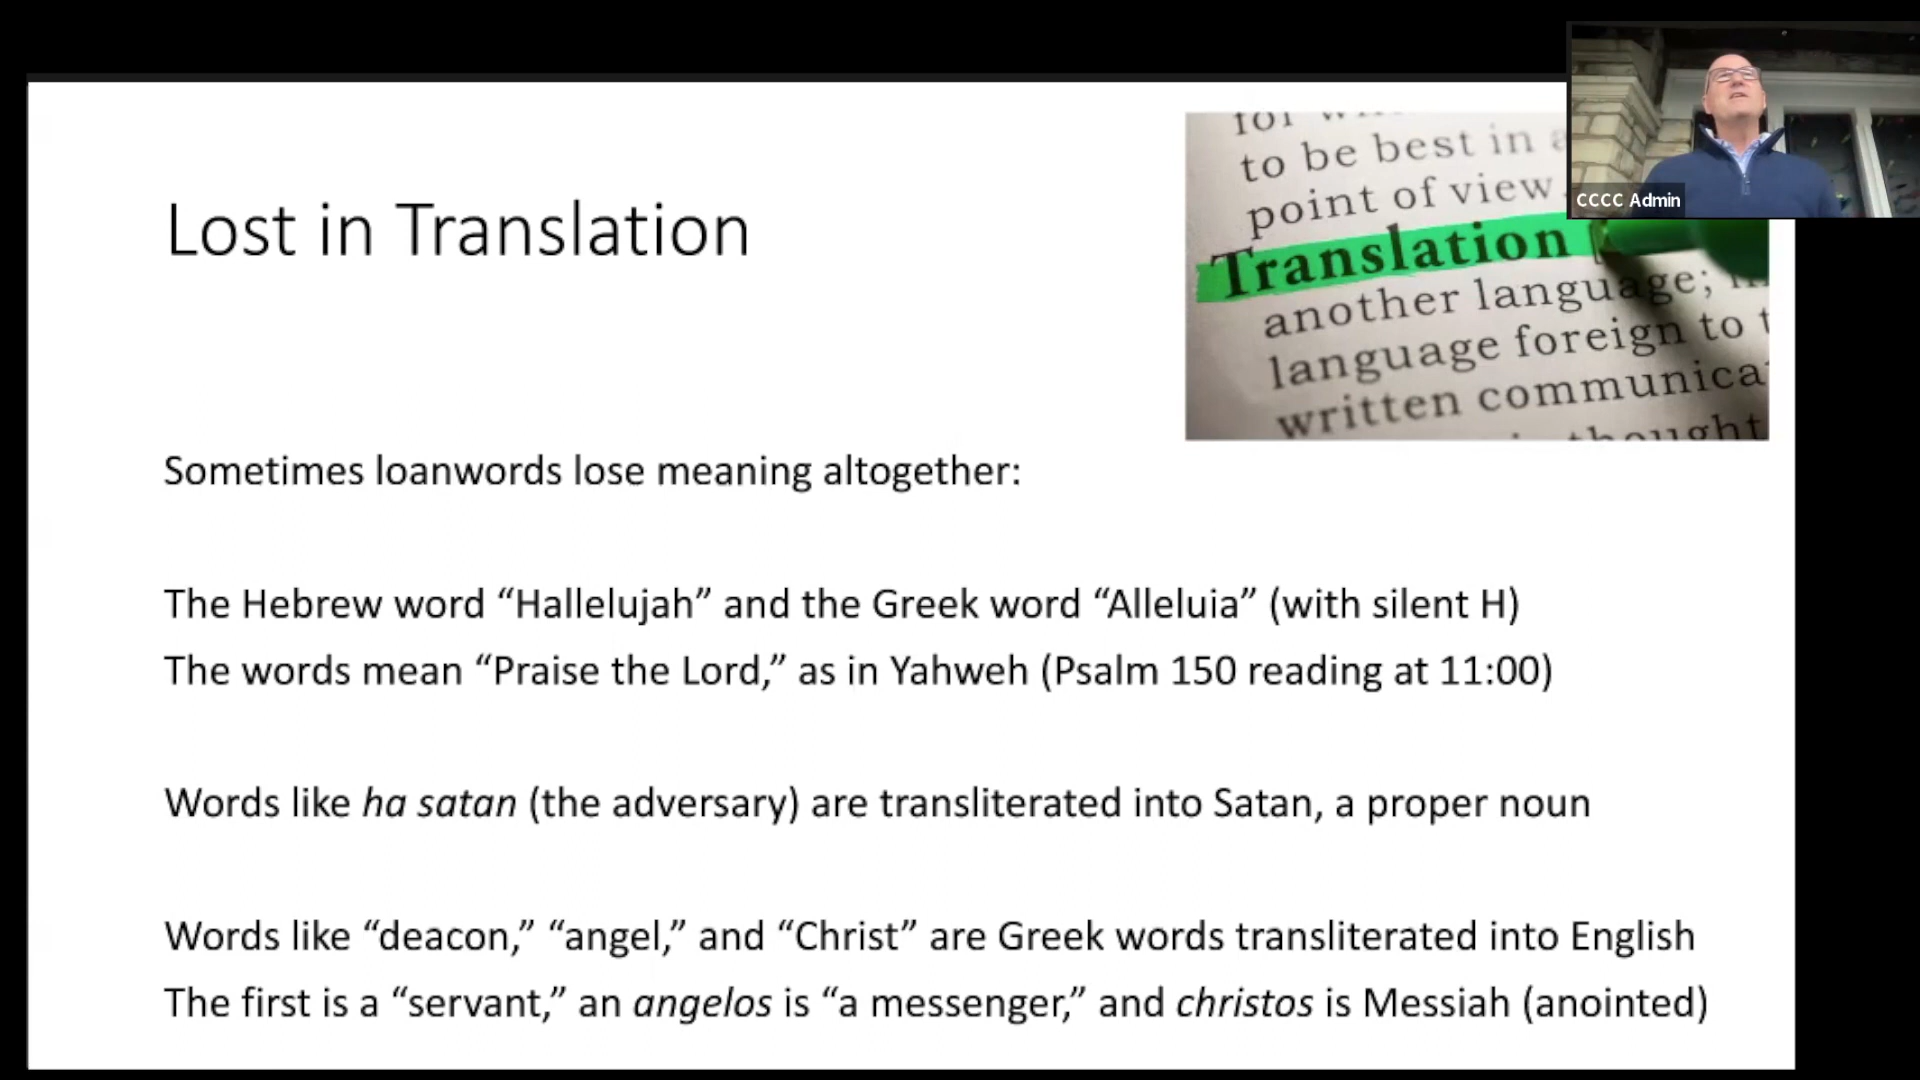 for
to be best in
point of view
Translation
another language;
language foreign to
written communica
thought
CCCC Admin
Lost in Translation
Sometimes loanwords lose meaning altogether:
The Hebrew word “Hallelujah” and the Greek word “Alleluia” (with silent H)
The words mean “Praise the Lord,” as in Yahweh (Psalm 150 reading at 11:00)
Words like ha satan (the adversary) are transliterated into Satan, a proper noun
Words like “deacon,” “angel,” and “Christ” are Greek words transliterated into English
The first is a “servant,” an angelos is “a messenger,” and christos is Messiah (anointed)